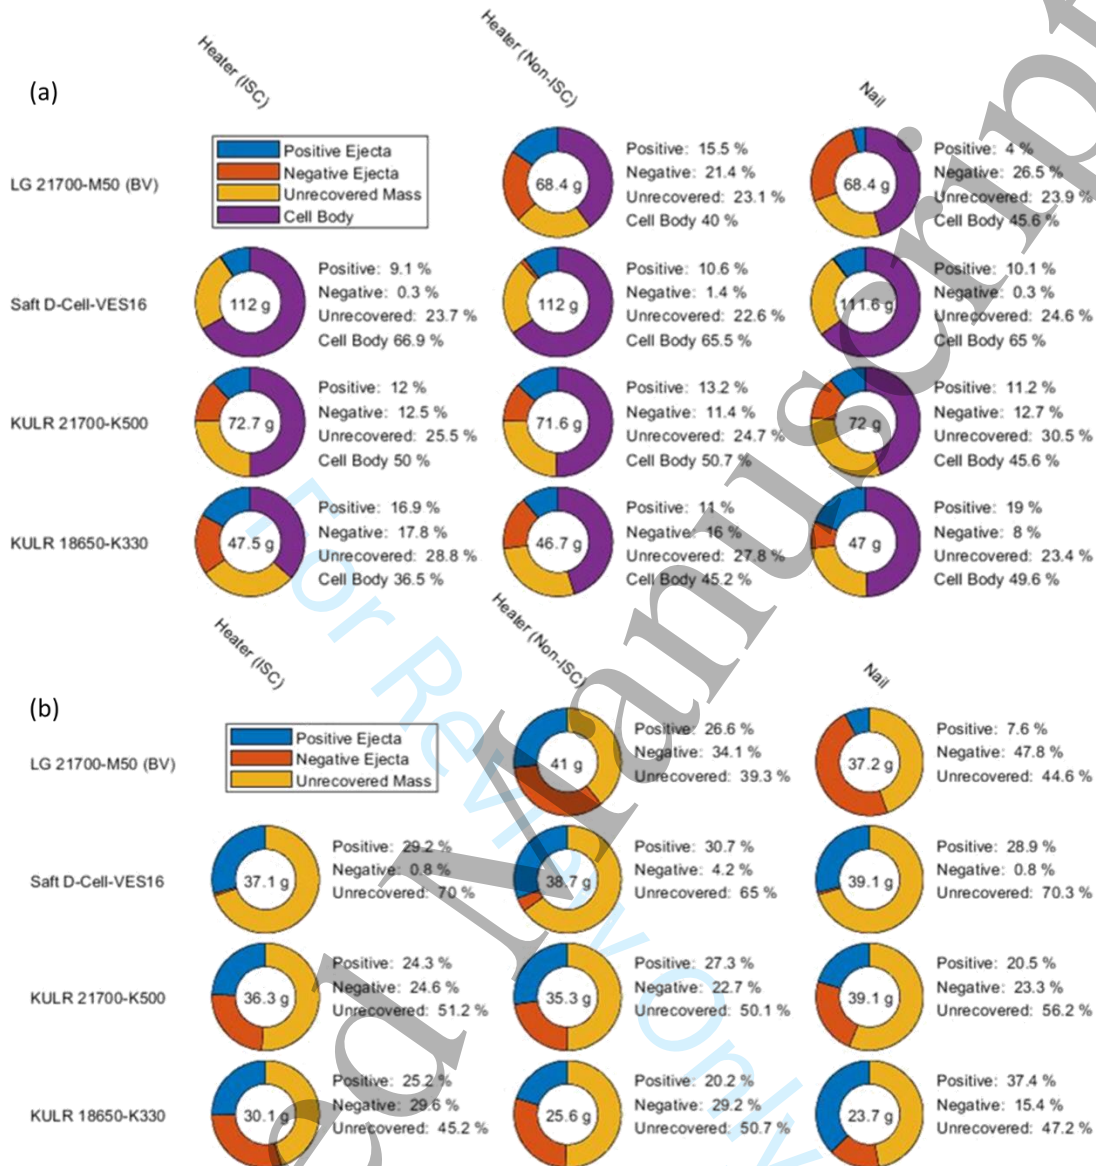 (a)
Heater (ISC)
Heater (Non-ISC)
Nail
Positive Ejecta
Negative Ejecta
Unrecovered Mass
Cell Body
LG 21700-M50 (BV)
68.4 g
Positive: 15.5 %
Negative: 21.4 %
Unrecovered: 23.1 %
Cell Body 40 %
68.4 g
Positive: 4 %
Negative: 26.5 %
Unrecovered: 23.9 %
Cell Body 45.6 %
Saft D-Cell-VES16
112 g
Positive: 9.1 %
Negative: 0.3 %
Unrecovered: 23.7 %
Cell Body 66.9 %
112 g
Positive: 10.6 %
Negative: 1.4 %
Unrecovered: 22.6 %
Cell Body 65.5 %
111.6 g
Positive: 10.1 %
Negative: 0.3 %
Unrecovered: 24.6 %
Cell Body 65 %
KULR 21700-K500
72.7 g
Positive: 12 %
Negative: 12.5 %
Unrecovered: 25.5 %
Cell Body 50 %
71.6 g
Positive: 13.2 %
Negative: 11.4 %
Unrecovered: 24.7 %
Cell Body 50.7 %
72 g
Positive: 11.2 %
Negative: 12.7 %
Unrecovered: 30.5 %
Cell Body 45.6 %
KULR 18650-K330
47.5 g
Positive: 16.9 %
Negative: 17.8 %
Unrecovered: 28.8 %
Cell Body 36.5 %
46.7 g
Positive: 11 %
Negative: 16 %
Unrecovered: 27.8 %
Cell Body 45.2 %
47 g
Positive: 19 %
Negative: 8 %
Unrecovered: 23.4 %
Cell Body 49.6 %
(b)
Heater (ISC)
Heater (Non-ISC)
Nail
Positive Ejecta
Negative Ejecta
Unrecovered Mass
LG 21700-M50 (BV)
41 g
Positive: 26.6 %
Negative: 34.1 %
Unrecovered: 39.3 %
37.2 g
Positive: 7.6 %
Negative: 47.8 %
Unrecovered: 44.6 %
Saft D-Cell-VES16
37.1 g
Positive: 29.2 %
Negative: 0.8 %
Unrecovered: 70 %
38.7 g
Positive: 30.7 %
Negative: 4.2 %
Unrecovered: 65 %
39.1 g
Positive: 28.9 %
Negative: 0.8 %
Unrecovered: 70.3 %
KULR 21700-K500
36.3 g
Positive: 24.3 %
Negative: 24.6 %
Unrecovered: 51.2 %
35.3 g
Positive: 27.3 %
Negative: 22.7 %
Unrecovered: 50.1 %
39.1 g
Positive: 20.5 %
Negative: 23.3 %
Unrecovered: 56.2 %
KULR 18650-K330
30.1 g
Positive: 25.2 %
Negative: 29.6 %
Unrecovered: 45.2 %
25.6 g
Positive: 20.2 %
Negative: 29.2 %
Unrecovered: 50.7 %
23.7 g
Positive: 37.4 %
Negative: 15.4 %
Unrecovered: 47.2 %
For Review Only
ed Manuscript